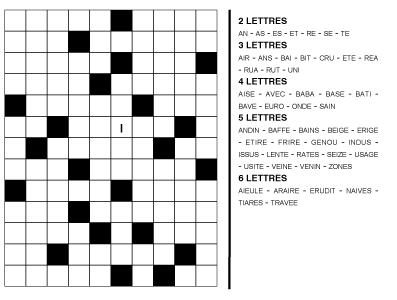 2 LETTRES
AN - AS - ES - ET - RE - SE - TE
3 LETTRES
AIR - ANS - BAI - BIT - CRU - ETE - REA
- RUA - RUT - UNI
4 LETTRES
AISE - AVEC - BABA - BASE - BATI -
BAVE - EURO - ONDE - SAIN
5 LETTRES
ANDIN - BAFFE - BAINS - BEIGE - ERIGE
- ETIRE - FRIRE - GENOU - INDUS -
ISSUS - LENTE - RATES - SEIZE - USAGE
- USITE - VEINE - VENIN - ZONES
6 LETTRES
AIEULE - ARAIRE - ERUDIT - NAIVES -
TIARES - TRAVEE
I